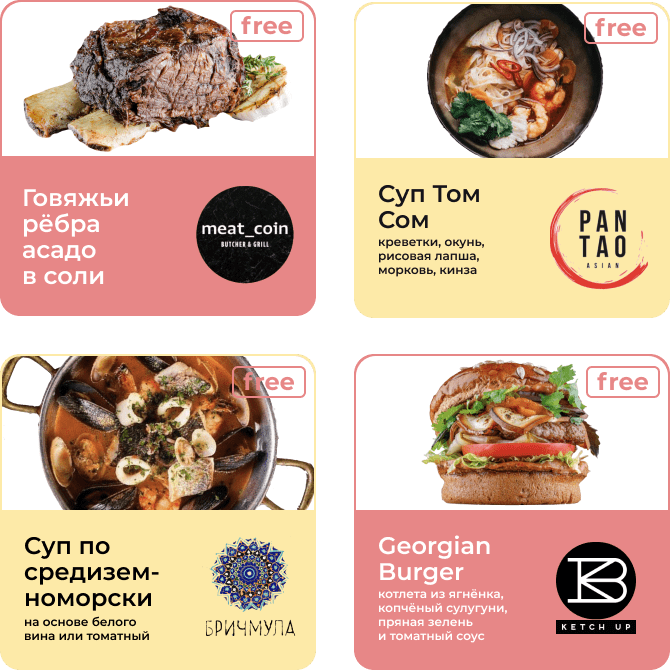 free
Говяжьи
рёбра
асадо
в соли
meat_coin
BUTCHER & GRILL
free
Суп Том
Сом
креветки, окунь,
рисовая лапша,
морковь, кинза
PAN
TAO
ASIAN
free
Суп по
средизем-
номорски
на основе белого
вина или томатный
БРИЧМУЛА
free
Georgian
Burger
котлета из ягнёнка,
копчёный сулугуни,
пряная зелень
и томатный соус
KB
KETCH UP